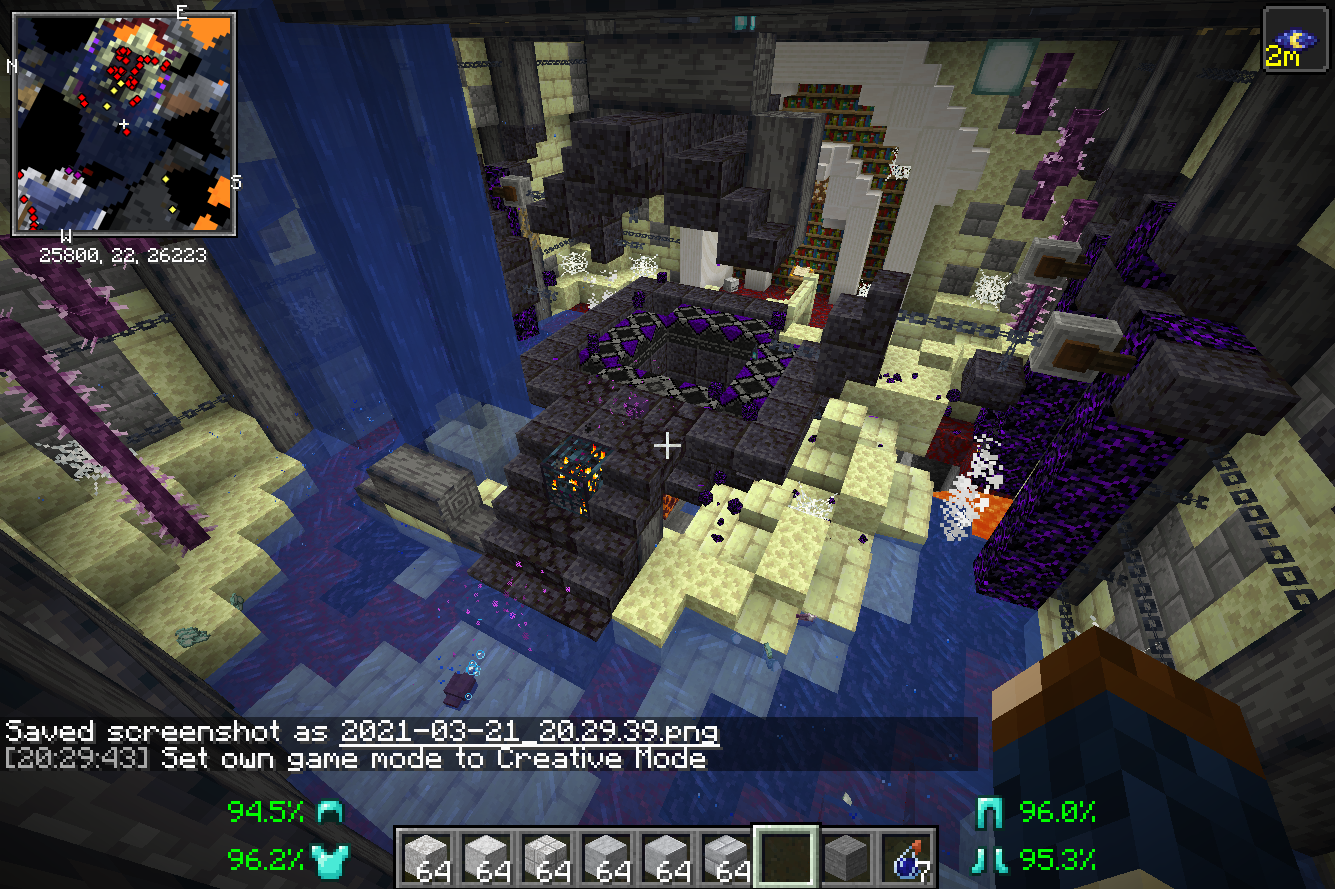 E
N
S
W
25800, 22, 26223
2M
Saved screenshot as 2021-03-21_20.29.39.png
[20:29:43] Set own game mode to Creative Mode
94.5%
96.0%
96.2%
95.3%
64 64 64 64 64 64 7